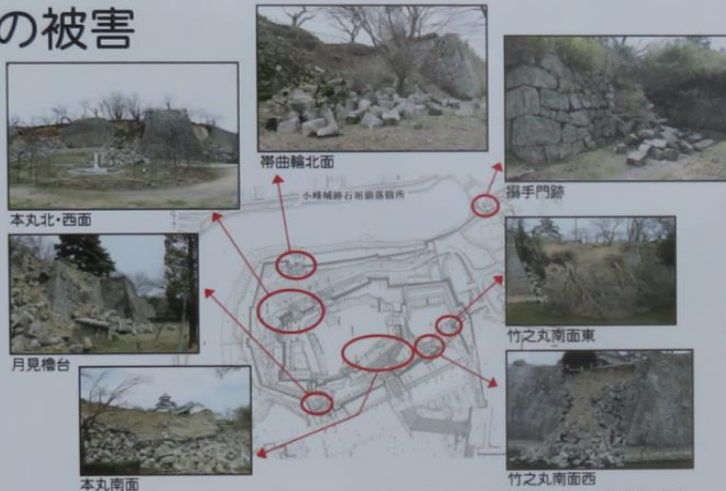 の被害
帯曲輪北面
搦手門跡
本丸北・西面
小峰城跡石垣崩落箇所
竹之丸南面東
月見櫓台
本丸南面
竹之丸南面西